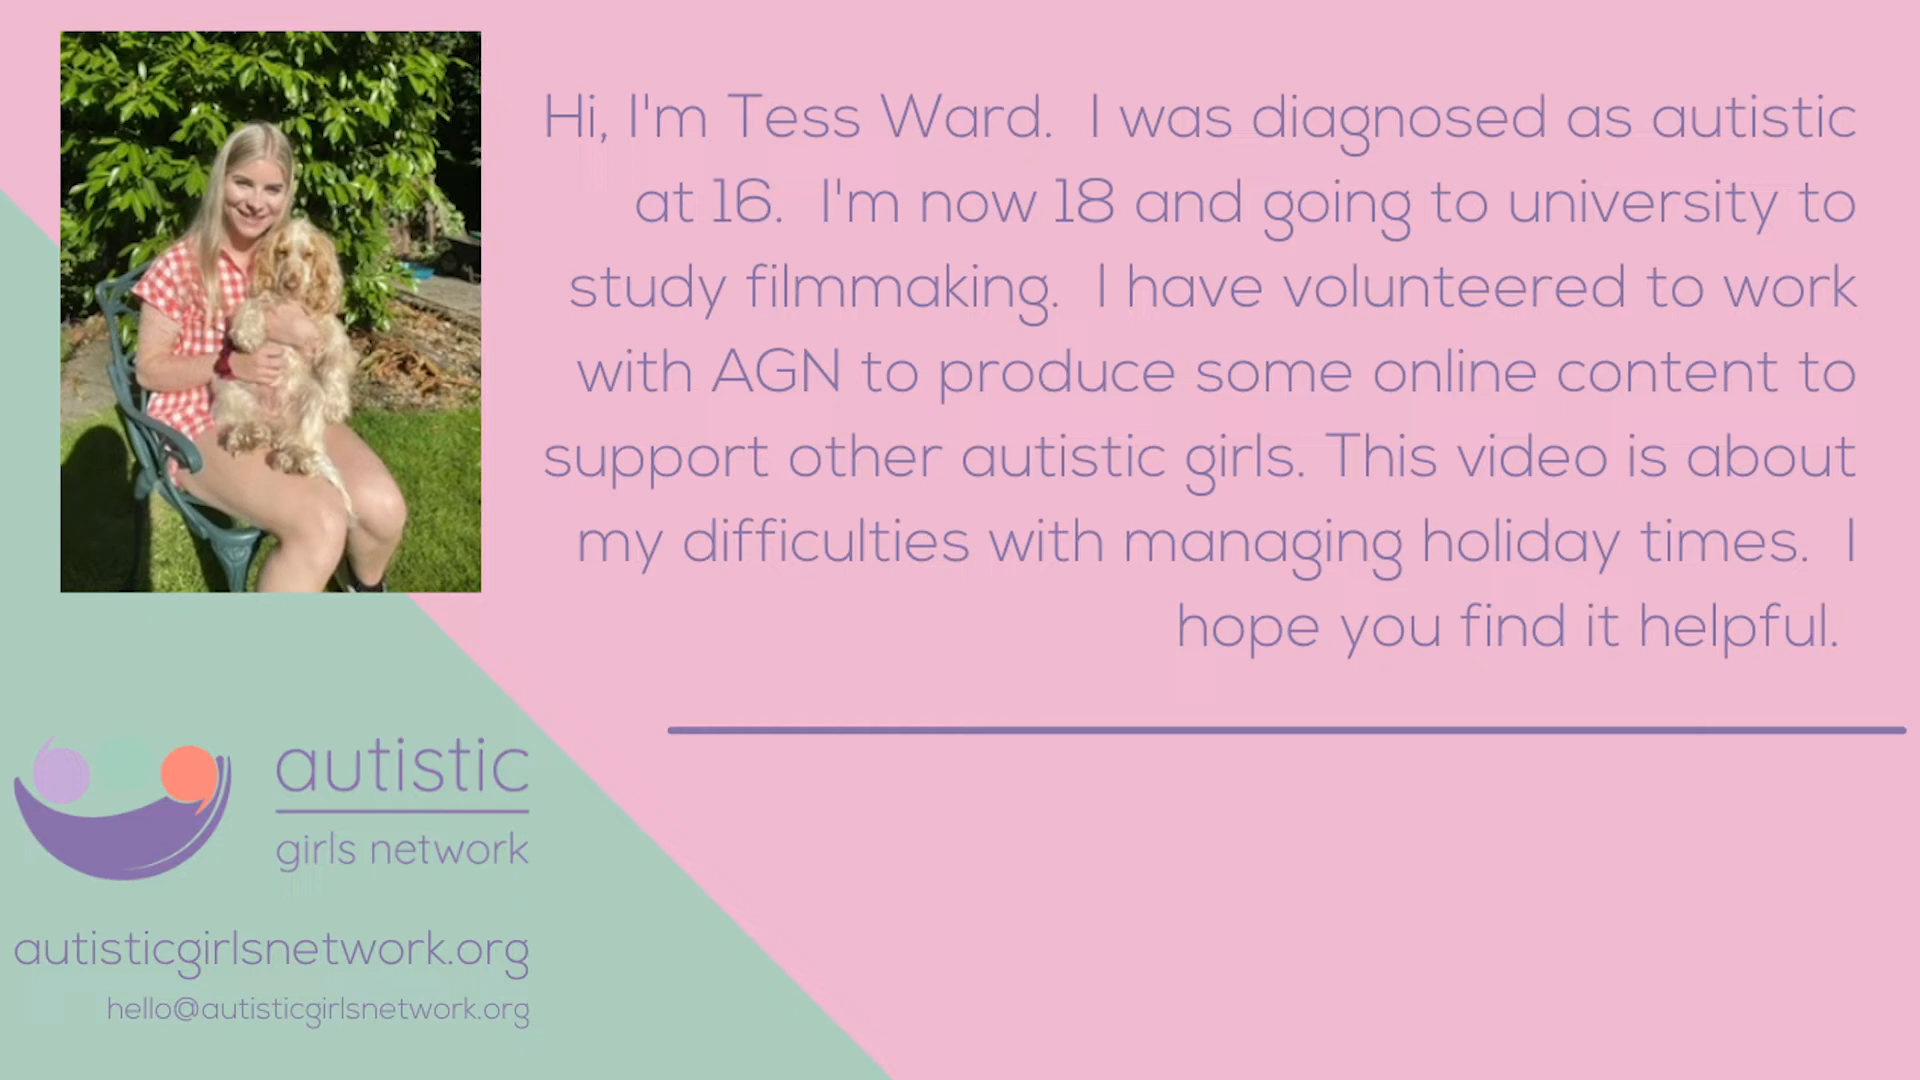 Hi, I'm Tess Ward.  I was diagnosed as autistic
at 16.  I'm now 18 and going to university to
study filmmaking.  I have volunteered to work
with AGN to produce some online content to
support other autistic girls. This video is about
my difficulties with managing holiday times.  I
hope you find it helpful.
autistic
girls network
autisticgirlsnetwork.org
hello@autisticgirlsnetwork.org